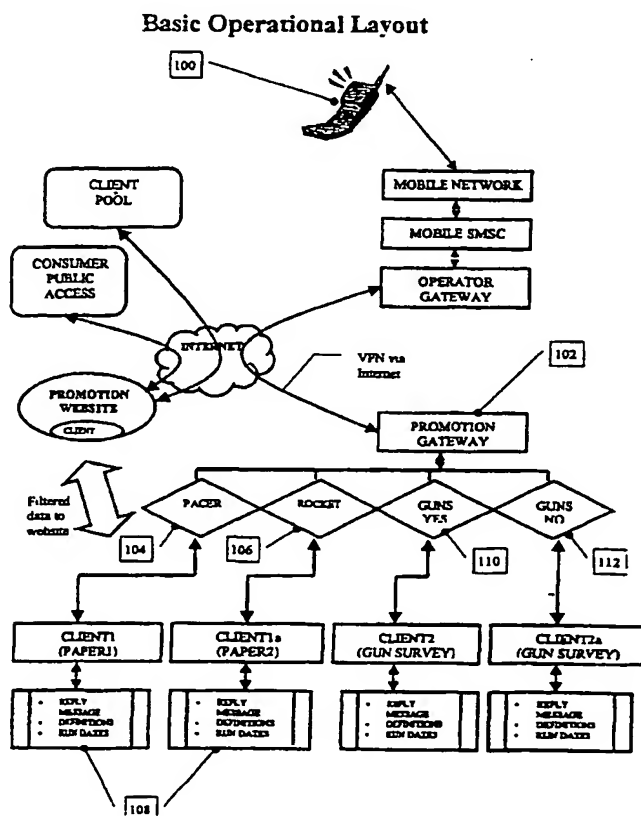 Basic Operational Layout
100
CLIENT
POOL
MOBILE NETWORK
MOBILE SMSC
CONSUMER
PUBLIC
ACCESS
OPERATOR
GATEWAY
INTERNET
VPN via
Internet
102
PROMOTION
WEBSITE
CLIENT
PROMOTION
GATEWAY
Filtered
data to
website
PACER
ROCKET
GUNS
YES
GUNS
NO
104
106
110
112
CLIENT1
(PAPER1)
CLIENT1a
(PAPER2)
CLIENT2
(GUN SURVEY)
CLIENT2a
(GUN SURVEY)
• REPLY
MESSAGE
• DEFINITIONS
• RUN DATES
• REPLY
MESSAGE
• DEFINITIONS
• RUN DATES
• REPLY
MESSAGE
• DEFINITIONS
• RUN DATES
• REPLY
MESSAGE
• DEFINITIONS
• RUN DATES
108